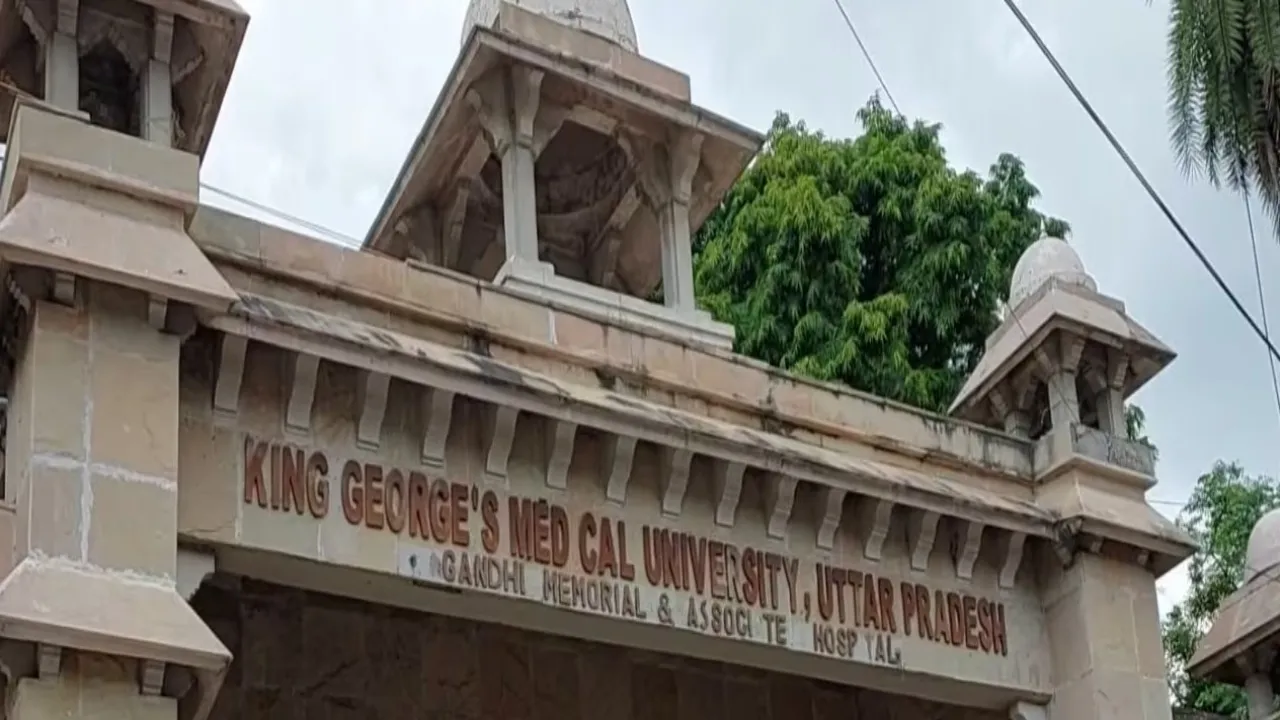 KING GEORGE'S MED CAL UNIVERSITY, UTTAR PRADESH
GANDHI MEMORIAL & ASSOCI TE HOSP TAL